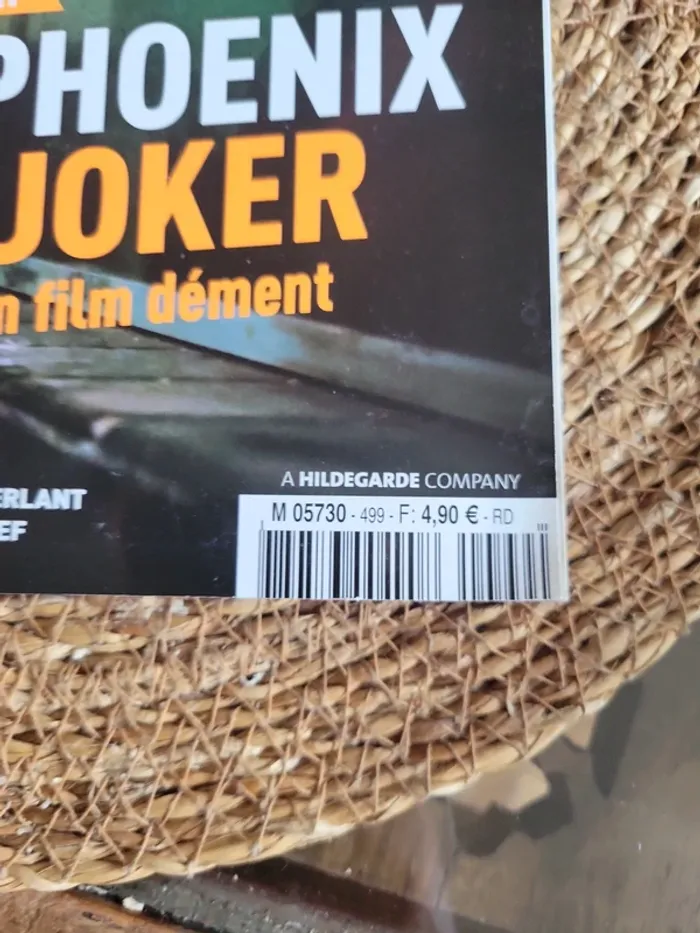 PHOENIX
JOKER
n film dément
A HILDEGARDE COMPANY
ERLANT
EF
M 05730 - 499 - F: 4,90 € - RD